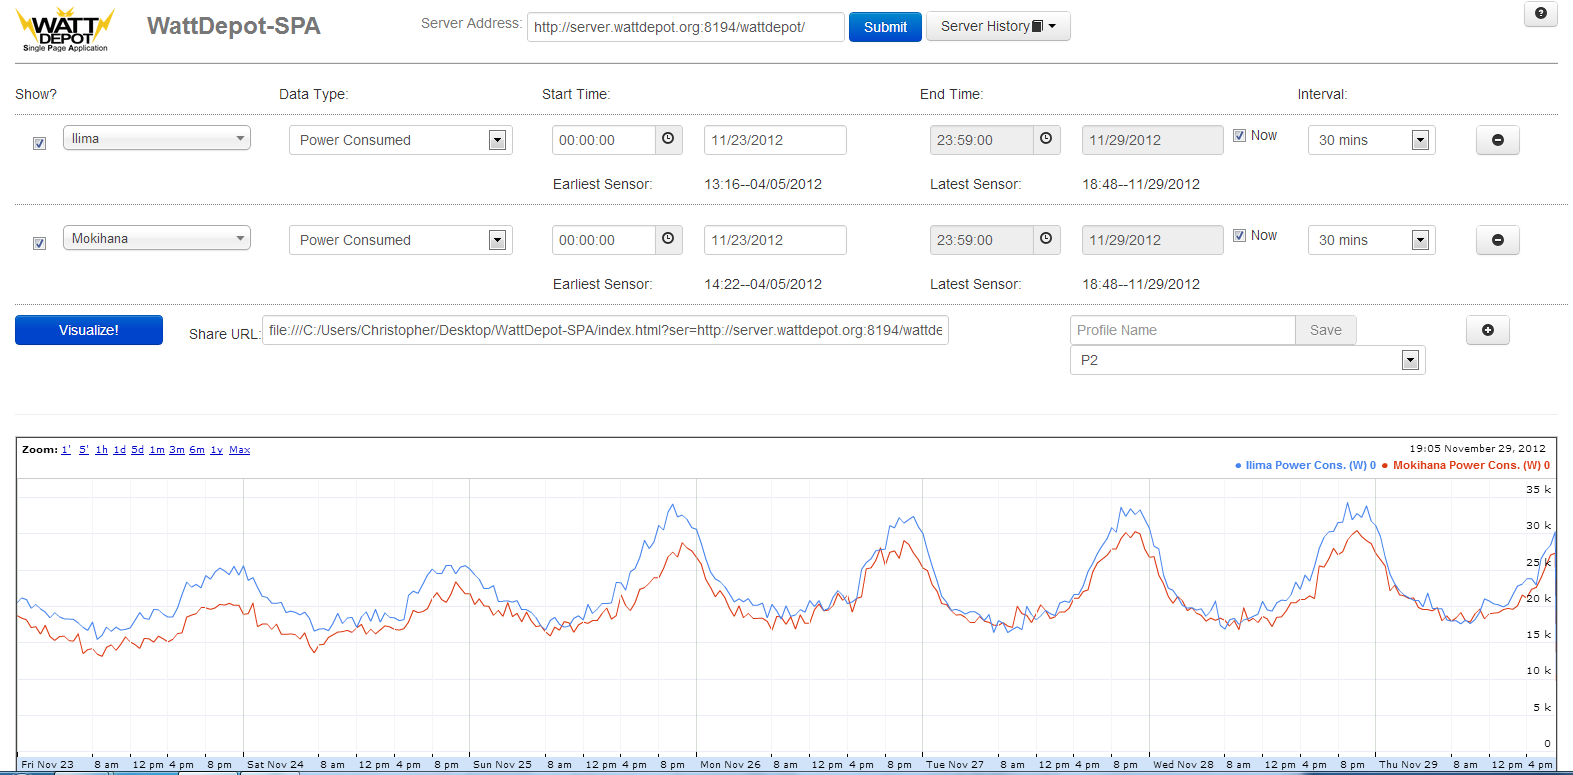 WATT
DEPOT
Single Page Application
WattDepot-SPA
Server Address: http://server.wattdepot.org:8194/wattdepot/ Submit Server History
Show? Data Type: Start Time: End Time: Interval:
Ilima Power Consumed 00:00:00 11/23/2012 23:59:00 11/29/2012 Now 30 mins
Earliest Sensor: 13:16--04/05/2012 Latest Sensor: 18:48--11/29/2012
Mokihana Power Consumed 00:00:00 11/23/2012 23:59:00 11/29/2012 Now 30 mins
Earliest Sensor: 14:22--04/05/2012 Latest Sensor: 18:48--11/29/2012
Visualize! Share URL: file:///C:/Users/Christopher/Desktop/WattDepot-SPA/index.html?ser=http://server.wattdepot.org:8194/wattde Profile Name Save
P2
Zoom: 1' 5' 1h 1d 5d 1m 3m 6m 1y Max 19:05 November 29, 2012
Ilima Power Cons. (W) 0 Mokihana Power Cons. (W) 0
35 k
30 k
25 k
20 k
15 k
10 k
5 k
0
Fri Nov 23 8 am 12 pm 4 pm 8 pm Sat Nov 24 8 am 12 pm 4 pm 8 pm Sun Nov 25 8 am 12 pm 4 pm 8 pm Mon Nov 26 8 am 12 pm 4 pm 8 pm Tue Nov 27 8 am 12 pm 4 pm 8 pm Wed Nov 28 8 am 12 pm 4 pm 8 pm Thu Nov 29 8 am 12 pm 4 pm